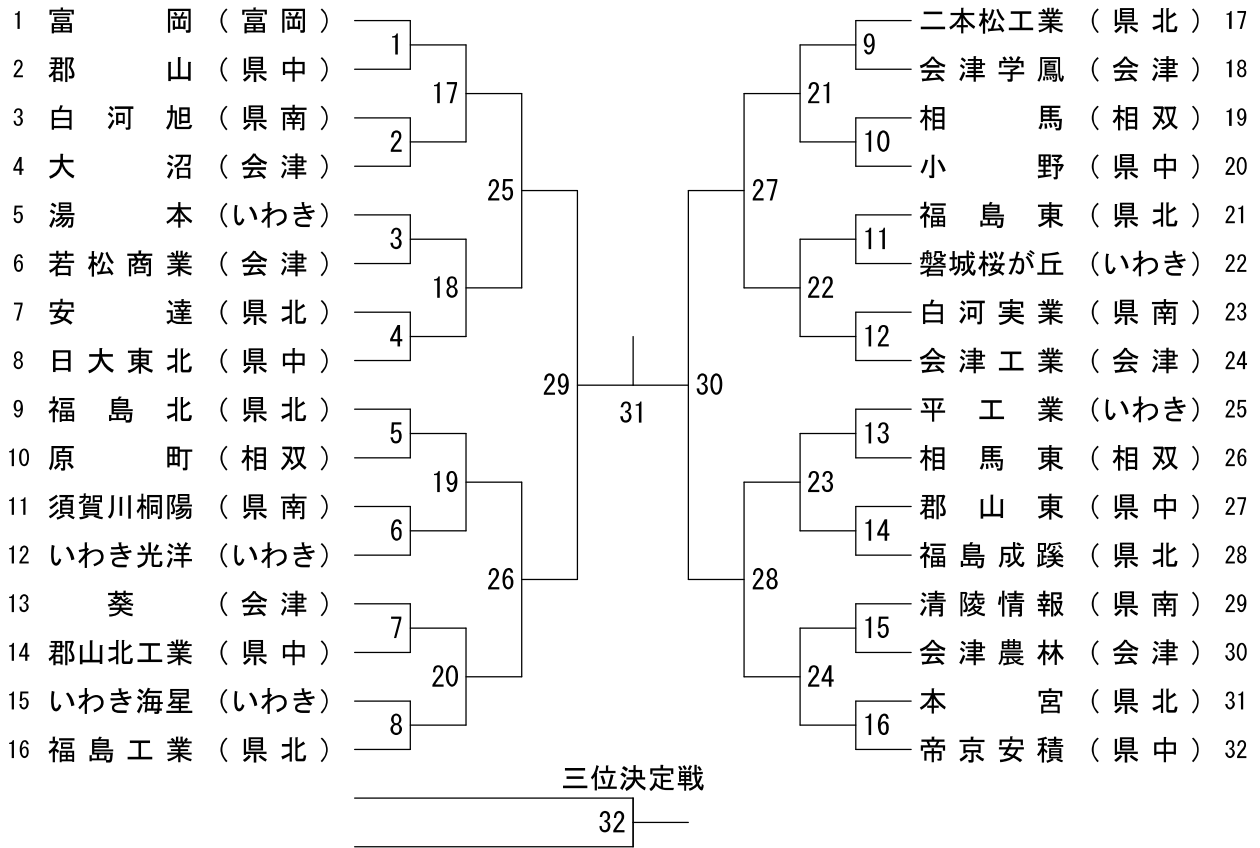 1 富岡 (富岡)
2 郡山 (県中)
3 白河旭 (県南)
4 大沼 (会津)
5 湯本 (いわき)
6 若松商業 (会津)
7 安達 (県北)
8 日大東北 (県中)
9 福島北 (県北)
10 原町 (相双)
11 須賀川桐陽 (県南)
12 いわき光洋 (いわき)
13 葵 (会津)
14 郡山北工業 (県中)
15 いわき海星 (いわき)
16 福島工業 (県北)
1
2
3
4
5
6
7
8
17
18
19
20
25
26
29
31
30
27
28
21
22
23
24
9
10
11
12
13
14
15
16
二本松工業 (県北) 17
会津学鳳 (会津) 18
相馬 (相双) 19
小野 (県中) 20
福島東 (県北) 21
磐城桜が丘 (いわき) 22
白河実業 (県南) 23
会津工業 (会津) 24
平工業 (いわき) 25
相馬東 (相双) 26
郡山東 (県中) 27
福島成蹊 (県北) 28
清陵情報 (県南) 29
会津農林 (会津) 30
本宮 (県北) 31
帝京安積 (県中) 32
三位決定戦
32